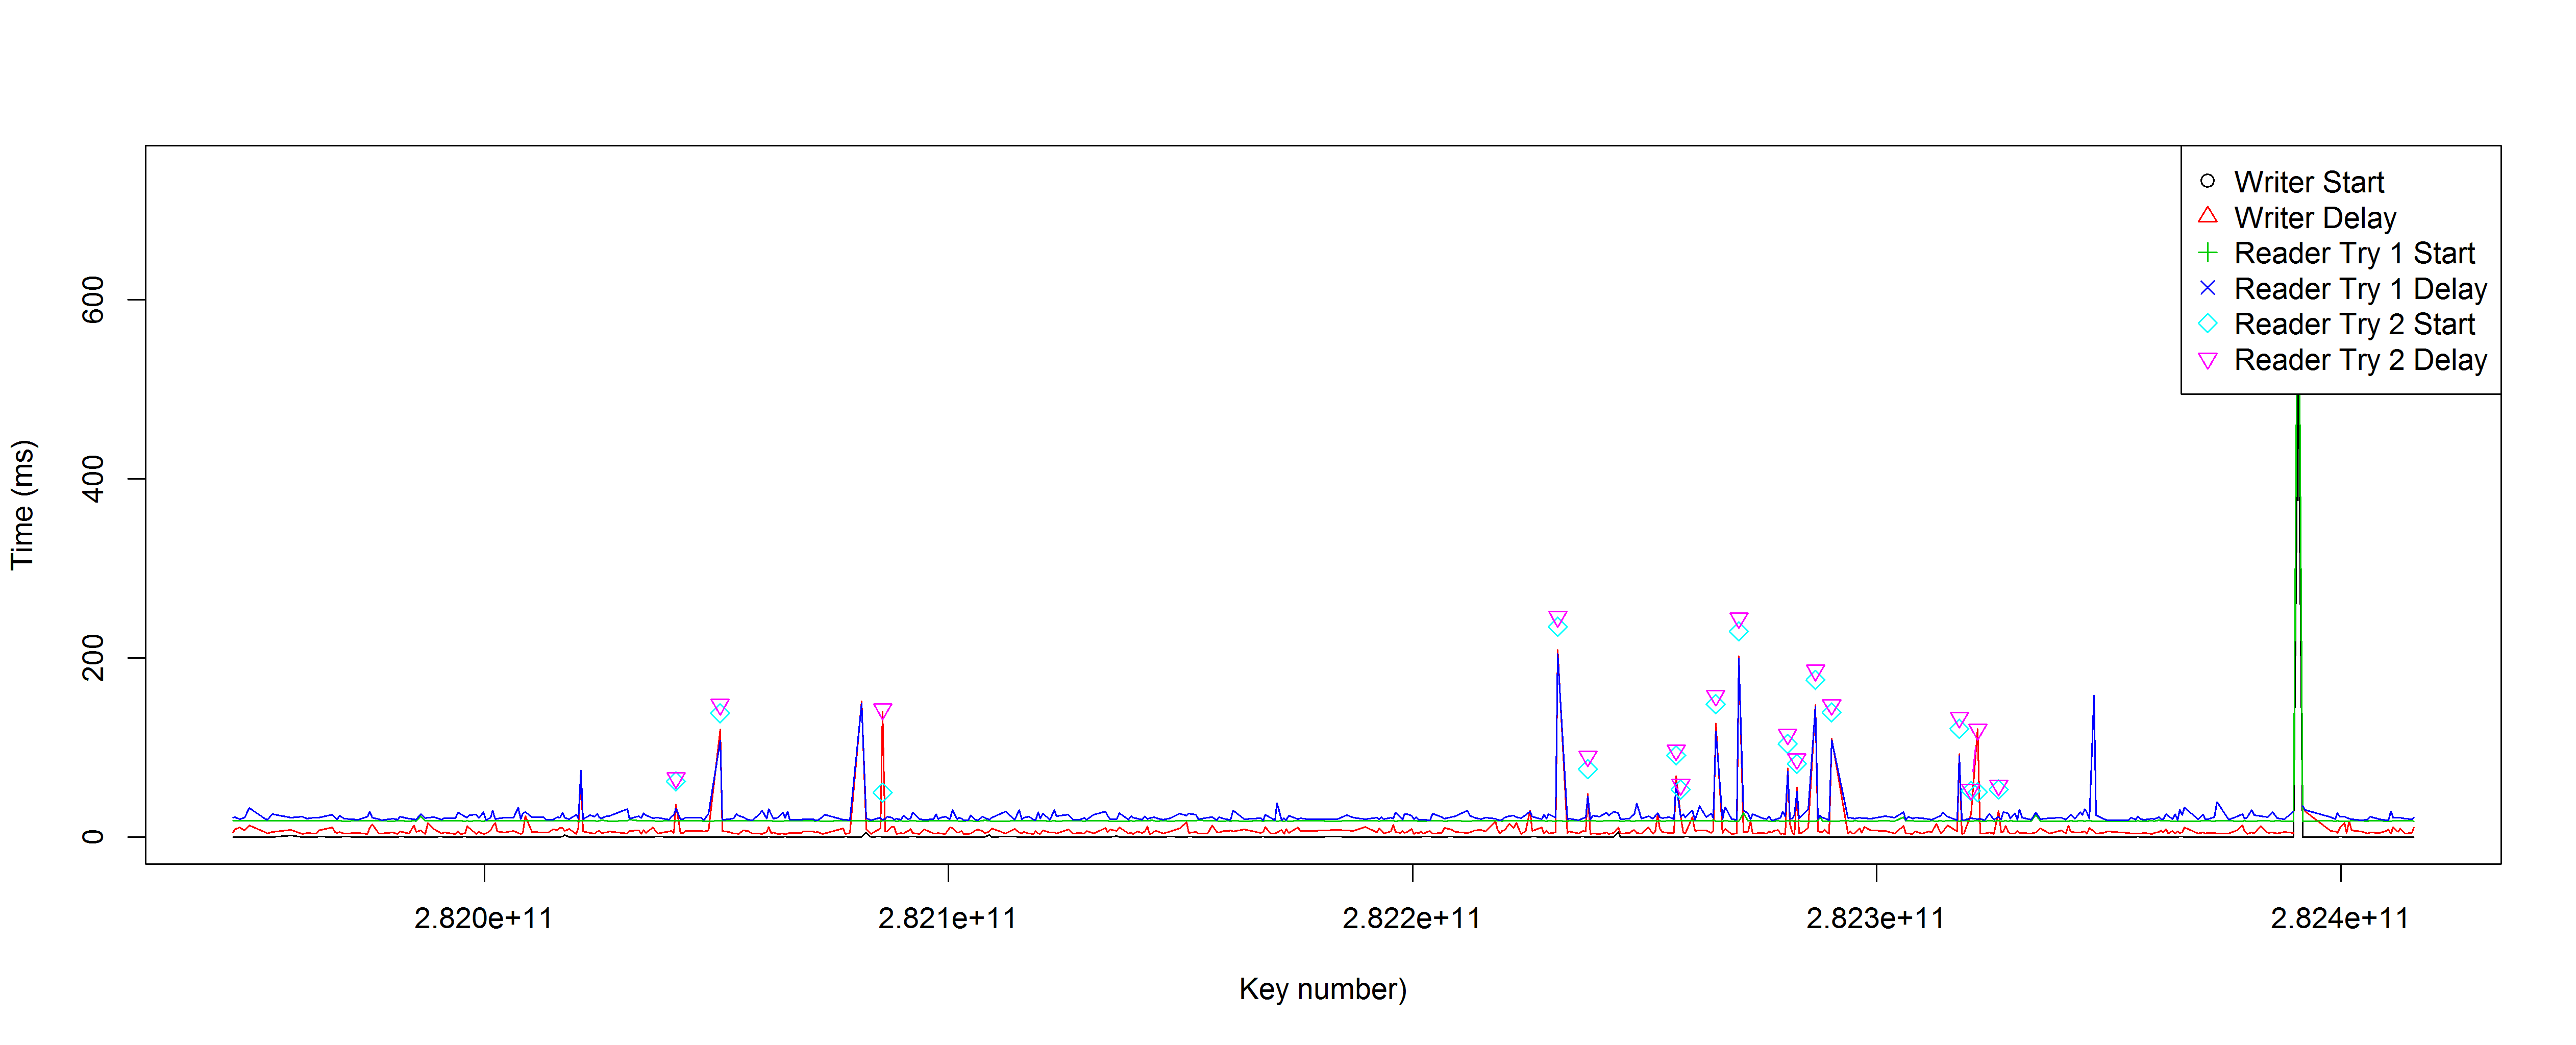 Writer Start
Writer Delay
Reader Try 1 Start
Reader Try 1 Delay
Reader Try 2 Start
Reader Try 2 Delay
Time (ms)
600
400
200
0
2.820e+11 2.821e+11 2.822e+11 2.823e+11 2.824e+11
Key number)